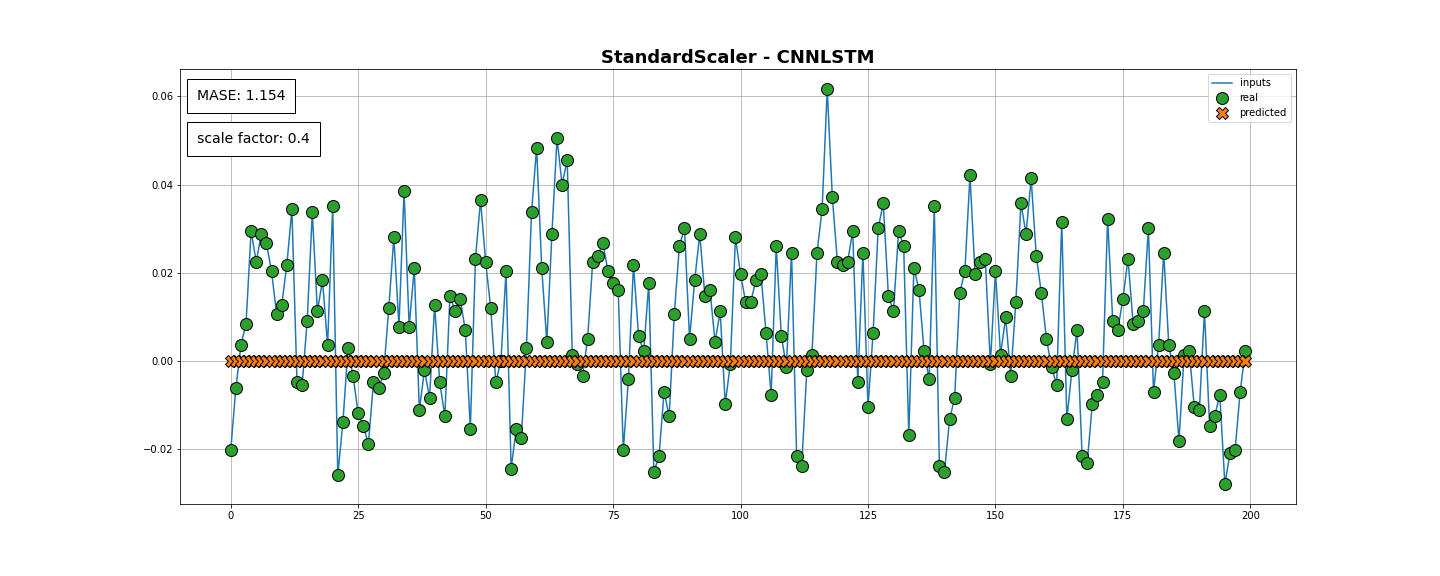 StandardScaler - CNNLSTM
MASE: 1.154
scale factor: 0.4
inputs
real
predicted
0.06
0.04
0.02
0.00
−0.02
0 25 50 75 100 125 150 175 200